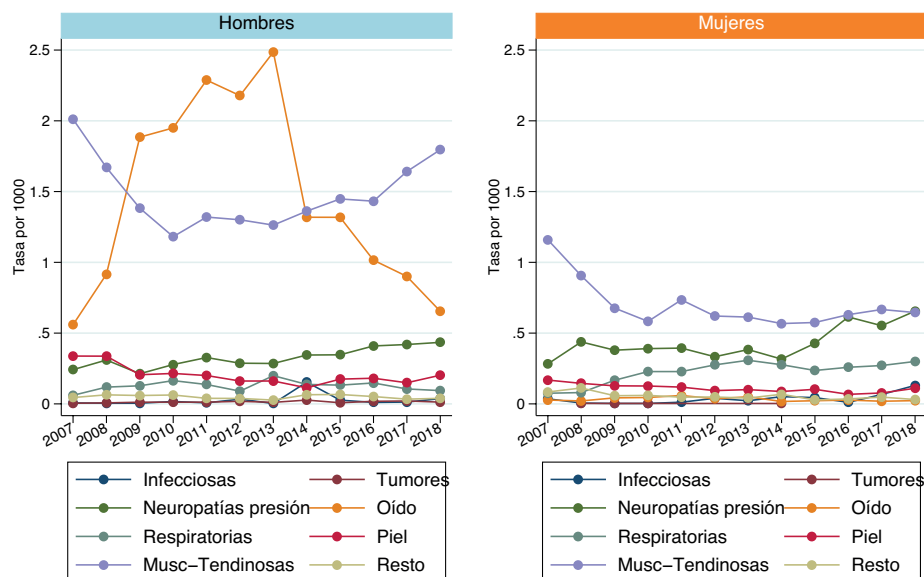 Hombres
2.5
2
1.5
1
.5
0
Tasa por 1000
2007 2008 2009 2010 2011 2012 2013 2014 2015 2016 2017 2018
Infecciosas Tumores
Neuropatías presión Oído
Respiratorias Piel
Musc-Tendinosas Resto
Mujeres
2.5
2
1.5
1
.5
0
Tasa por 1000
2007 2008 2009 2010 2011 2012 2013 2014 2015 2016 2017 2018
Infecciosas Tumores
Neuropatías presión Oído
Respiratorias Piel
Musc-Tendinosas Resto